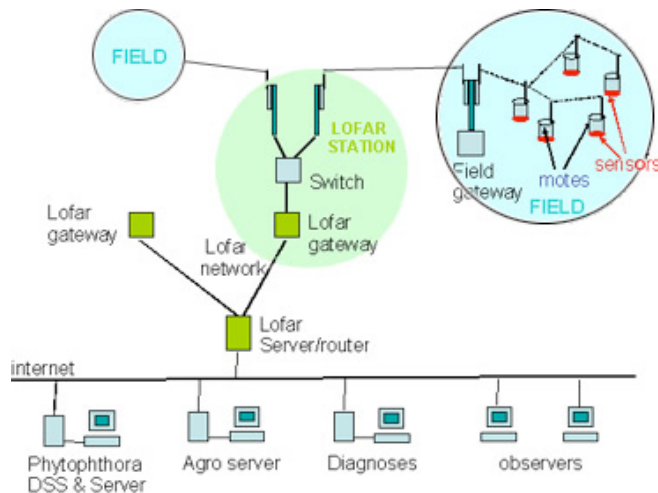 FIELD
LOFAR
STATION
Switch
Field
gateway
motes
sensors
FIELD
Lofar
gateway
Lofar
gateway
Lofar
network
Lofar
Server/router
internet
Phytophthora
DSS & Server
Agro server
Diagnoses
observers